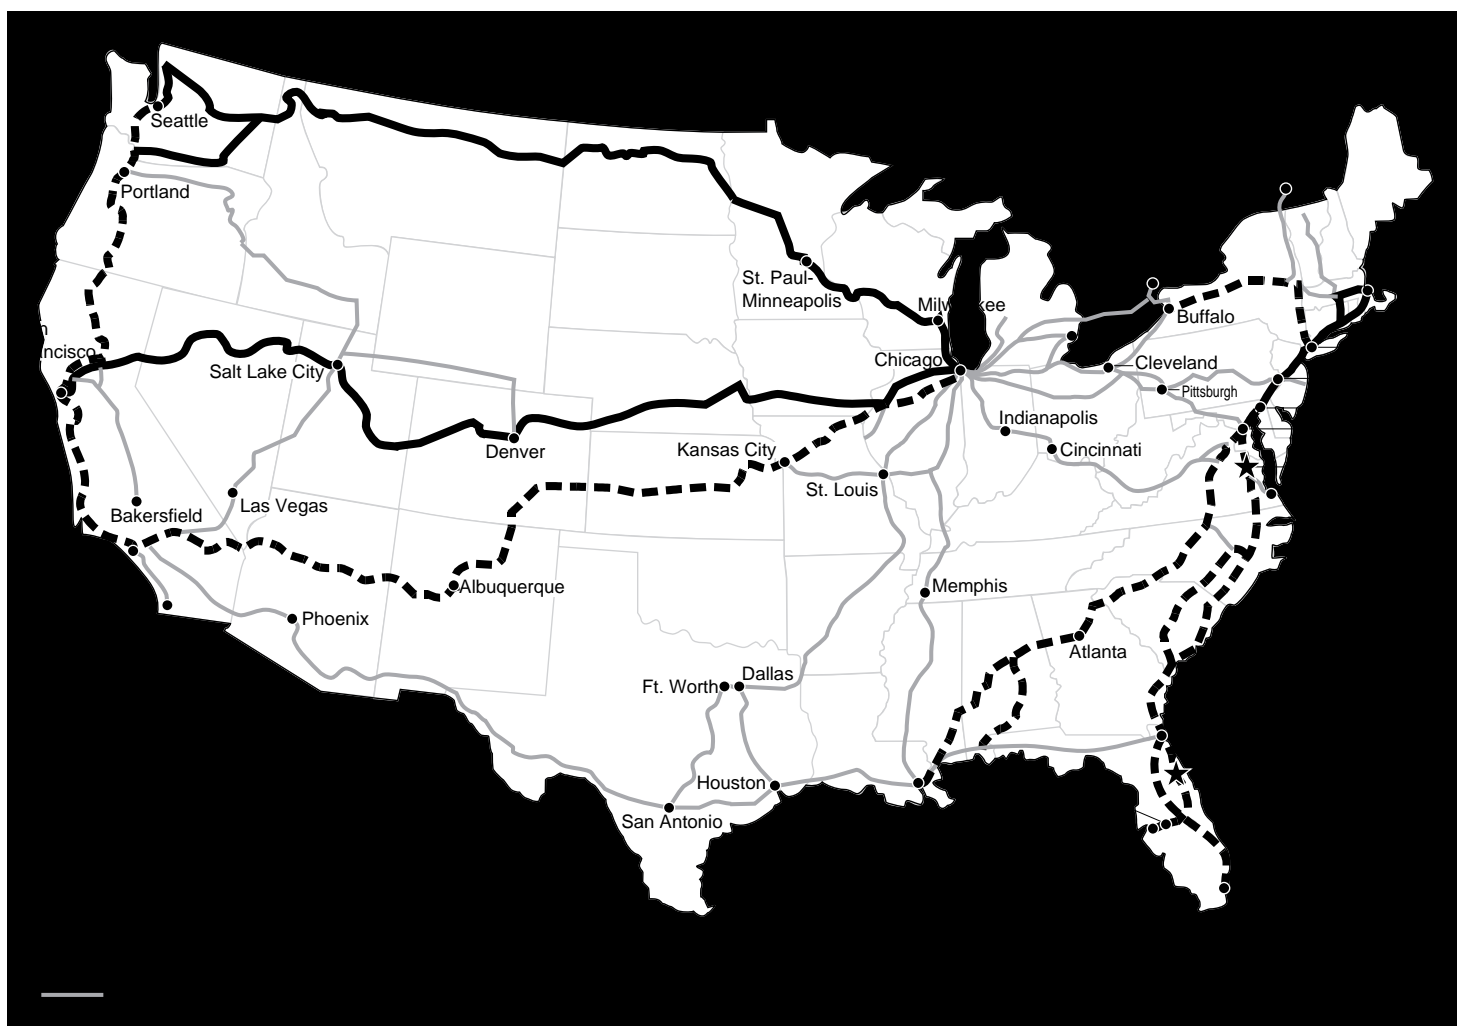 Seattle
Portland
St. Paul-
Minneapolis
Buffalo
Chicago
Cleveland
Salt Lake City
Pittsburgh
Indianapolis
Denver
Kansas City
Cincinnati
St. Louis
Las Vegas
Bakersfield
Albuquerque
Memphis
Phoenix
Atlanta
Dallas
Ft. Worth
Houston
San Antonio